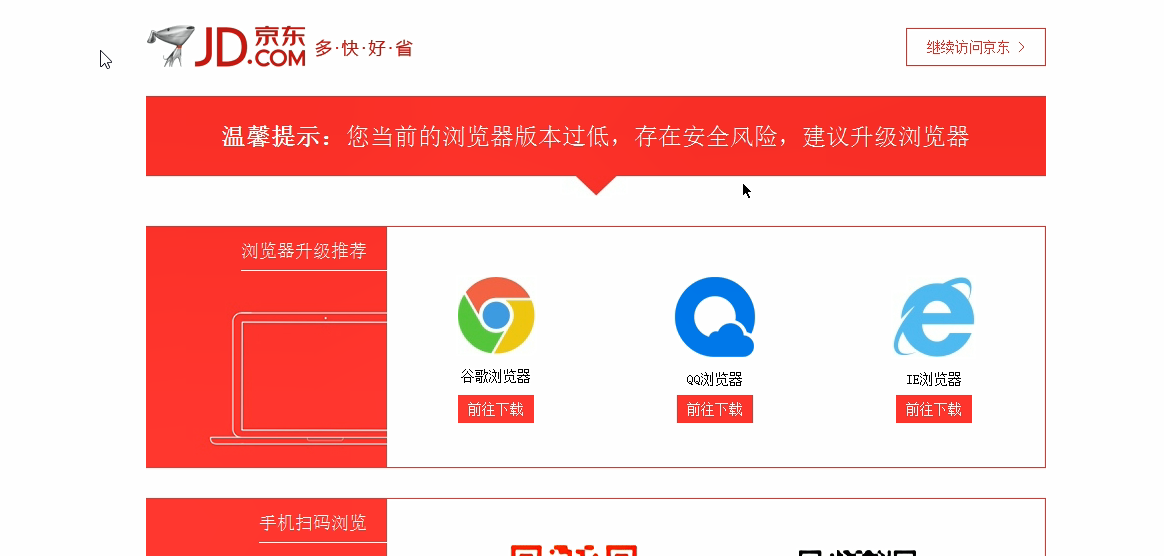 JD.COM 京东 多·快·好·省
继续访问京东 >
温馨提示：您当前的浏览器版本过低，存在安全风险，建议升级浏览器
浏览器升级推荐
谷歌浏览器
QQ浏览器
IE浏览器
前往下载
前往下载
前往下载
手机扫码浏览